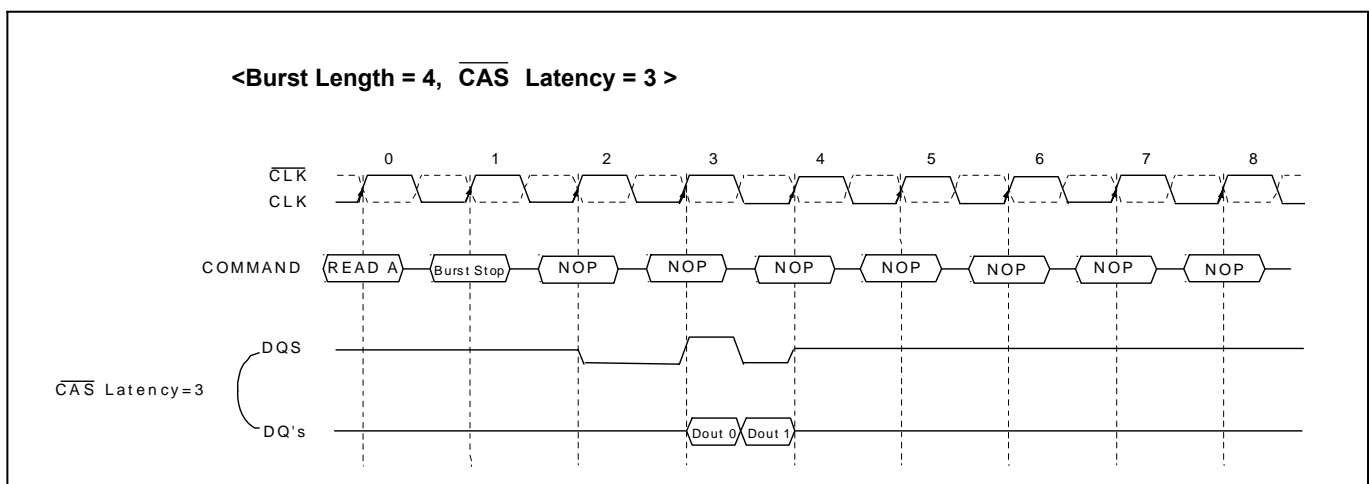 <Burst Length = 4, CAS Latency = 3 >
0 1 2 3 4 5 6 7 8
CLK
CLK
COMMAND READ A Burst Stop NOP NOP NOP NOP NOP NOP NOP
DQS
CAS Latency=3
DQ's Dout 0 Dout 1